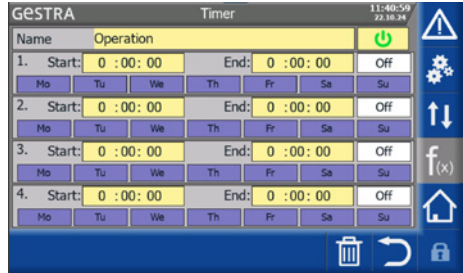 GESTRA Timer 11:40:59
22.10.24
Name Operation
1. Start: 0 : 00 : 00 End: 0 : 00 : 00 Off
Mo Tu We Th Fr Sa Su
2. Start: 0 : 00 : 00 End: 0 : 00 : 00 Off
Mo Tu We Th Fr Sa Su
3. Start: 0 : 00 : 00 End: 0 : 00 : 00 Off
Mo Tu We Th Fr Sa Su
4. Start: 0 : 00 : 00 End: 0 : 00 : 00 Off
Mo Tu We Th Fr Sa Su
f(x)